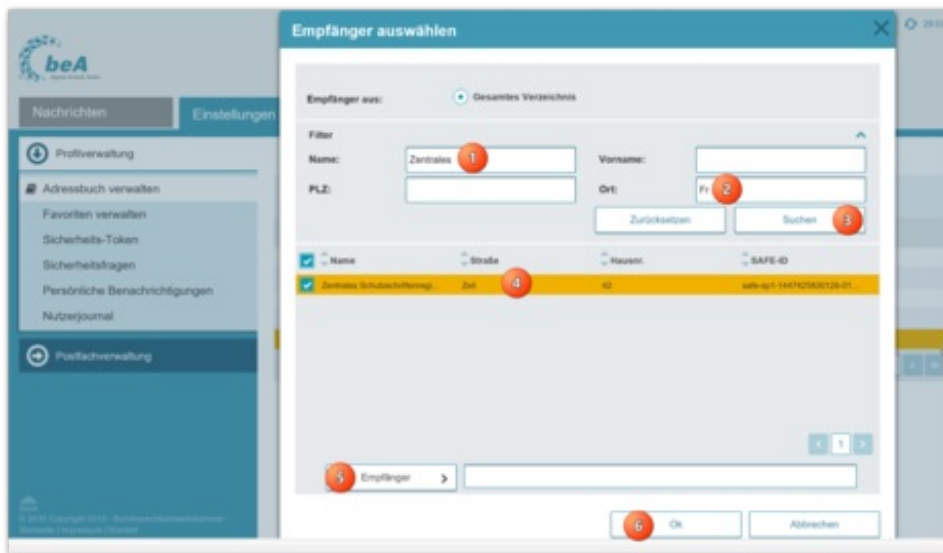 Empfänger auswählen
beA
Nachrichten
Einstellungen
Profilverwaltung
Adressbuch verwalten
Favoriten verwalten
Sicherheits-Token
Sicherheitsfragen
Persönliche Benachrichtigungen
Nutzerjournal
Postfachverwaltung
Empfänger aus: Gesamtes Verzeichnis
Filter
Name: Zentrales 1 Vorname:
PLZ: Ort: Fr 2
Zurücksetzen Suchen 3
Name Straße Hausnr. SAFE-ID
Zentrales Schutzschriftenregi... Zeil 4 42
1
5 Empfänger
6 Ok Abbrechen